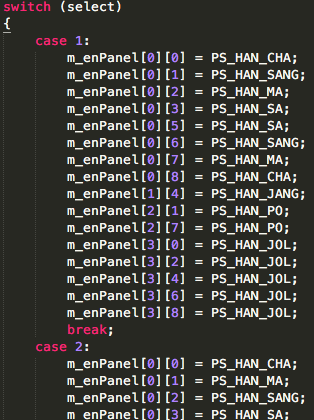 switch (select)
{
case 1:
m_enPanel[0][0] = PS_HAN_CHA;
m_enPanel[0][1] = PS_HAN_SANG;
m_enPanel[0][2] = PS_HAN_MA;
m_enPanel[0][3] = PS_HAN_SA;
m_enPanel[0][5] = PS_HAN_SA;
m_enPanel[0][6] = PS_HAN_SANG;
m_enPanel[0][7] = PS_HAN_MA;
m_enPanel[0][8] = PS_HAN_CHA;
m_enPanel[1][4] = PS_HAN_JANG;
m_enPanel[2][1] = PS_HAN_PO;
m_enPanel[2][7] = PS_HAN_PO;
m_enPanel[3][0] = PS_HAN_JOL;
m_enPanel[3][2] = PS_HAN_JOL;
m_enPanel[3][4] = PS_HAN_JOL;
m_enPanel[3][6] = PS_HAN_JOL;
m_enPanel[3][8] = PS_HAN_JOL;
break;
case 2:
m_enPanel[0][0] = PS_HAN_CHA;
m_enPanel[0][1] = PS_HAN_MA;
m_enPanel[0][2] = PS_HAN_SANG;
m_enPanel[0][3] = PS_HAN_SA;